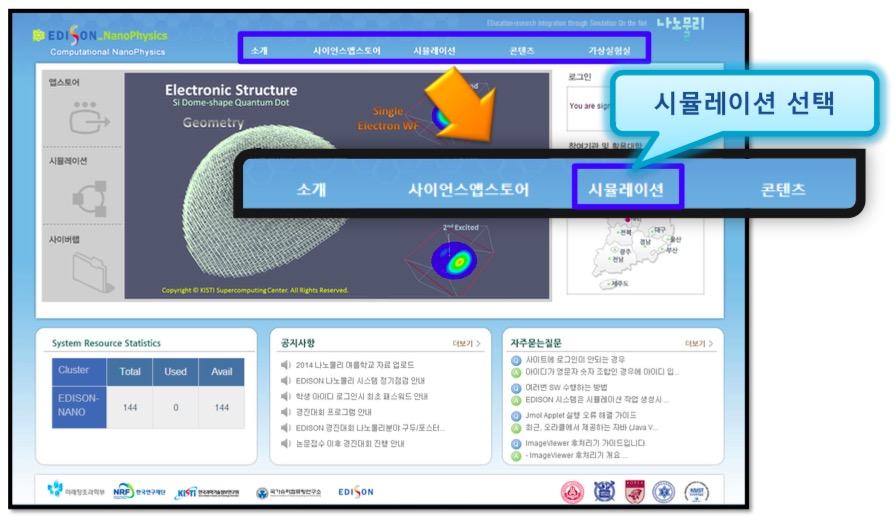 EDucation-research Integration through Simulation On the Net
나노물리
EDISON_NanoPhysics
Computational NanoPhysics
소개
사이언스앱스토어
시뮬레이션
콘텐츠
가상실험실
앱스토어
시뮬레이션
사이버랩
Electronic Structure
Si Dome-shape Quantum Dot
Geometry
Single
Electron WF
2nd Excited
Copyright © KISTI Supercomputing Center. All Rights Reserved.
로그인
You are sign
참여기관 및 활용대학
시뮬레이션 선택
소개
사이언스앱스토어
시뮬레이션
콘텐츠
전북
대구
경남
울산
광주
부산
전남
제주도
System Resource Statistics
Cluster Total Used Avail
EDISON-
NANO
144 0 144
공지사항
더보기 >
2014 나노물리 여름학교 자료 업로드
EDISON 나노물리 시스템 정기점검 안내
학생 아이디 로그인시 최초 패스워드 안내
경진대회 프로그램 안내
EDISON 경진대회 나노물리분야 구두/포스터...
논문접수 이후 경진대회 진행 안내
자주묻는질문
더보기 >
Q 사이트에 로그인이 안되는 경우
A 아이디가 영문자 숫자 조합인 경우에 아이디 입...
Q 여러번 SW 수행하는 방법
A EDISON 시스템은 시뮬레이션 작업 생성시 ...
Q Jmol Applet 실행 오류 해결 가이드
A 최근, 오라클에서 제공하는 자바 (Java V...
Q ImageViewer 후처리기 가이드입니다.
A - ImageViewer 후처리기 개요 ...
미래창조과학부
NRF 한국연구재단
KISTI 한국과학기술정보연구원
국가슈퍼컴퓨팅연구소
EDISON